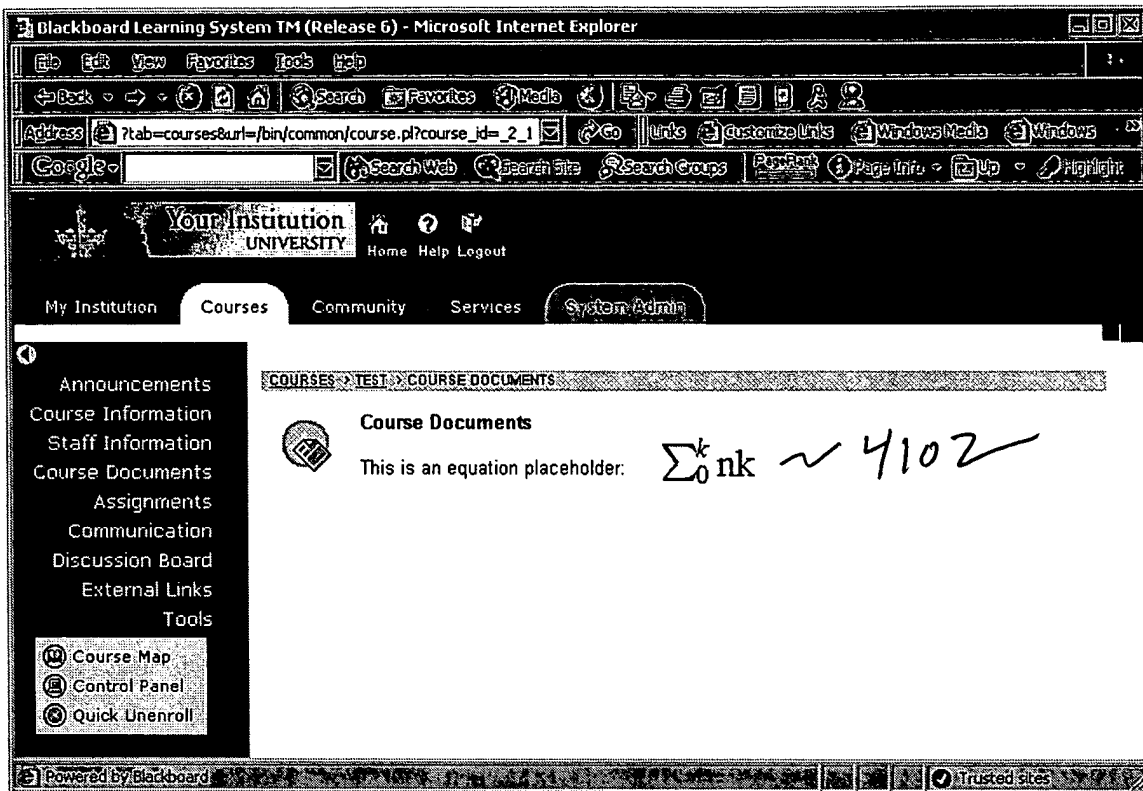 Blackboard Learning System TM (Release 6) - Microsoft Internet Explorer
File Edit View Favorites Tools Help
Back Search Favorites Media
Address ?tab=courses&url=/bin/common/course.pl?course_id=_2_1 Go Links Customize Links Windows Media Windows
Google Search Web Search Site Search Groups PageRank Page Info Up Highlight
Your Institution
UNIVERSITY
Home Help Logout
My Institution Courses Community Services System Admin
COURSES > TEST > COURSE DOCUMENTS
Announcements
Course Information
Staff Information
Course Documents
Assignments
Communication
Discussion Board
External Links
Tools
Course Map
Control Panel
Quick Unenroll
Course Documents
This is an equation placeholder: ∑₀ᵏ nk ~ 4102
Powered by Blackboard
Trusted sites